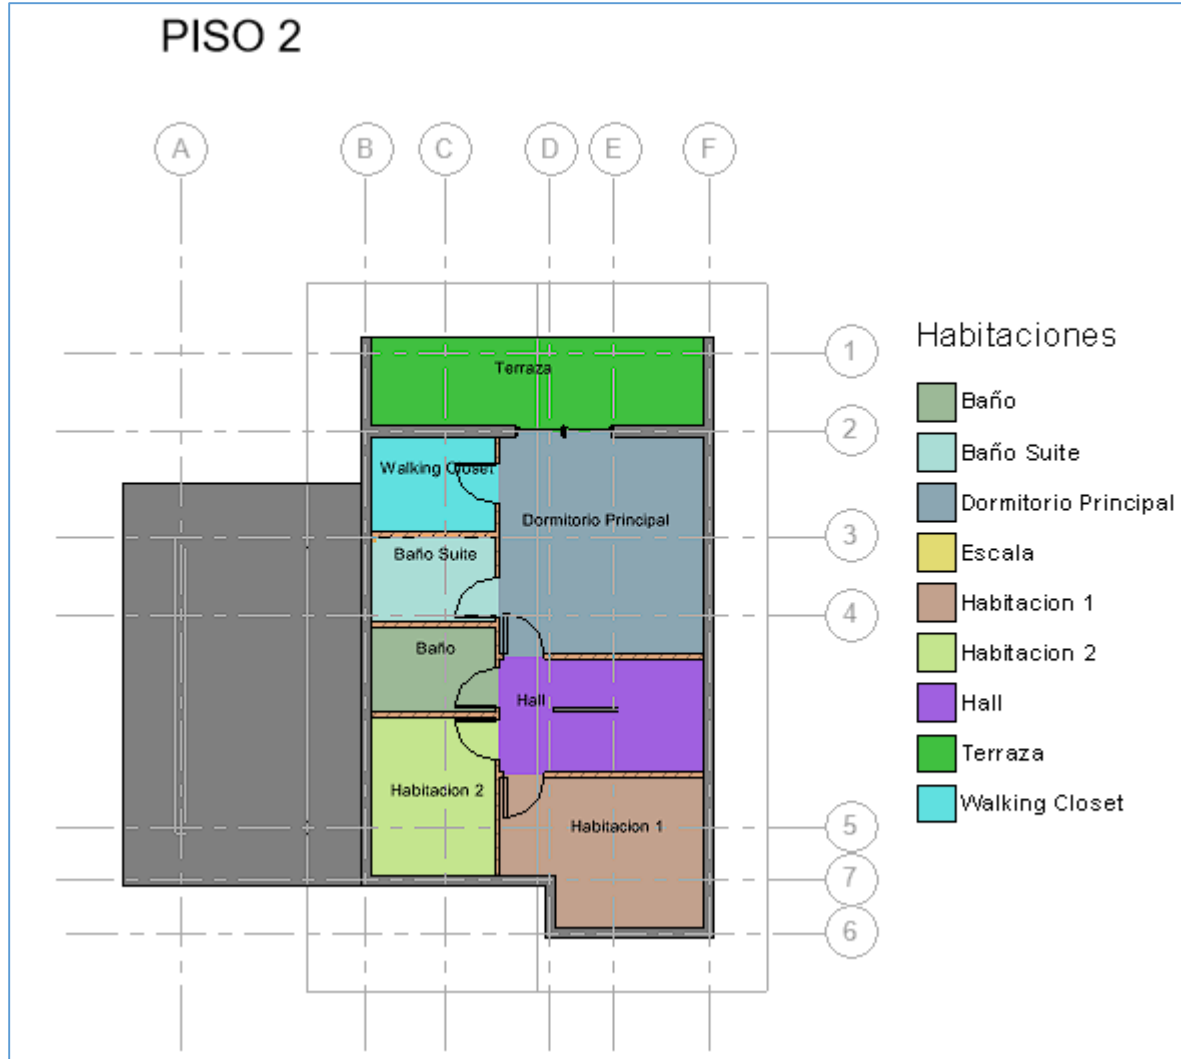 PISO 2
A B C D E F
1
2
3
4
5
7
6
Terraza
Walking Closet
Dormitorio Principal
Baño Suite
Baño
Hall
Habitacion 2
Habitacion 1
Habitaciones
Baño
Baño Suite
Dormitorio Principal
Escala
Habitacion 1
Habitacion 2
Hall
Terraza
Walking Closet